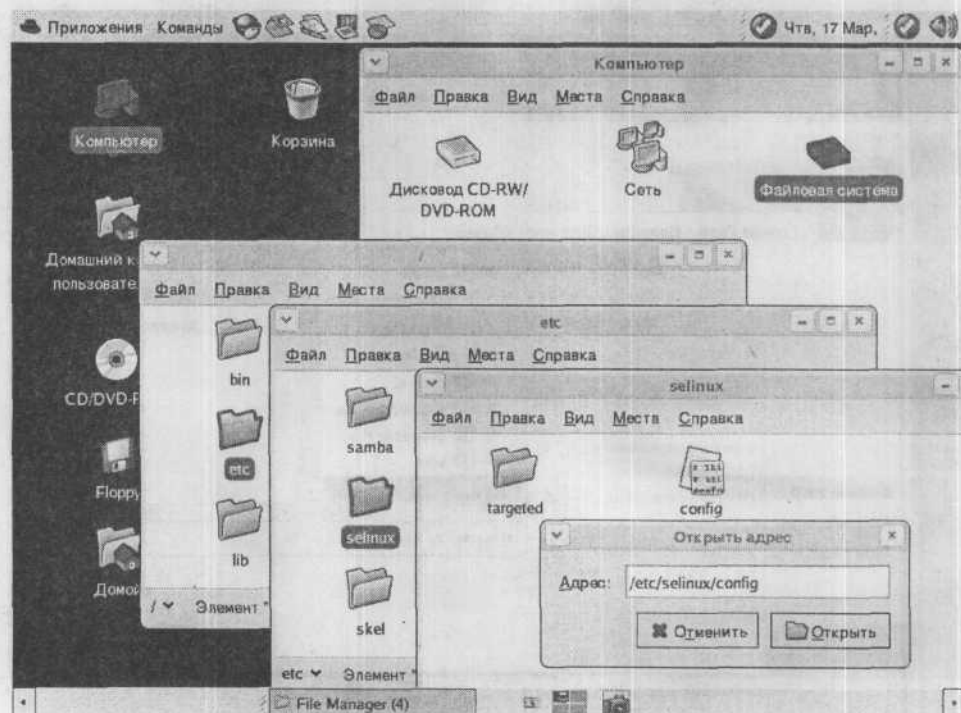 Приложения Команды Чтв, 17 Мар,
Компьютер
Файл Правка Вид Места Справка
Компьютер
Корзина
Дисковод CD-RW/
DVD-ROM
Сеть
Файловая система
Домашний к
пользовате
/
Файл Правка Вид Места Справка
bin
etc
lib
/ Элемент "
CD/DVD-R
Floppy
Домой
etc
Файл Правка Вид Места Справка
samba
selinux
skel
etc Элемент "
selinux
Файл Правка Вид Места Справка
targeted
config
Открыть адрес
Адрес: /etc/selinux/config
Отменить Открыть
File Manager (4)